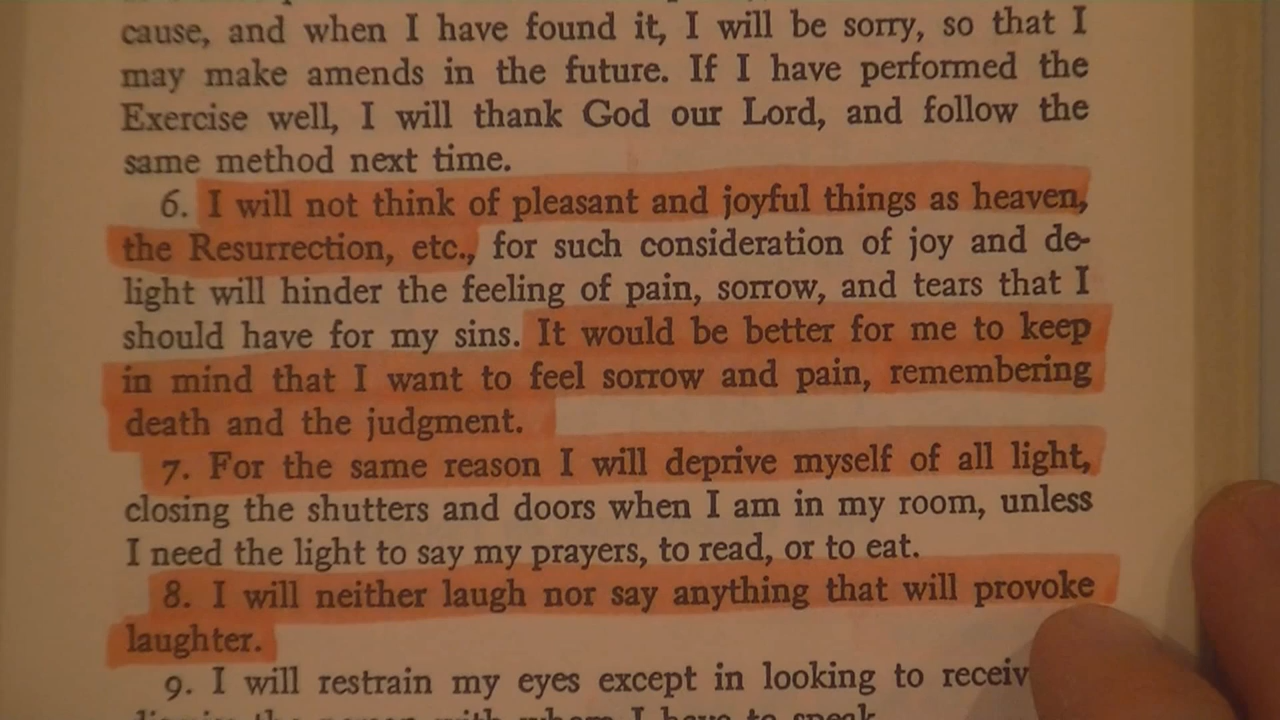 cause, and when I have found it, I will be sorry, so that I
may make amends in the future. If I have performed the
Exercise well, I will thank God our Lord, and follow the
same method next time.
6. I will not think of pleasant and joyful things as heaven,
the Resurrection, etc., for such consideration of joy and de-
light will hinder the feeling of pain, sorrow, and tears that I
should have for my sins. It would be better for me to keep
in mind that I want to feel sorrow and pain, remembering
death and the judgment.
7. For the same reason I will deprive myself of all light,
closing the shutters and doors when I am in my room, unless
I need the light to say my prayers, to read, or to eat.
8. I will neither laugh nor say anything that will provoke
laughter.
9. I will restrain my eyes except in looking to receiv
the person with whom I have to speak